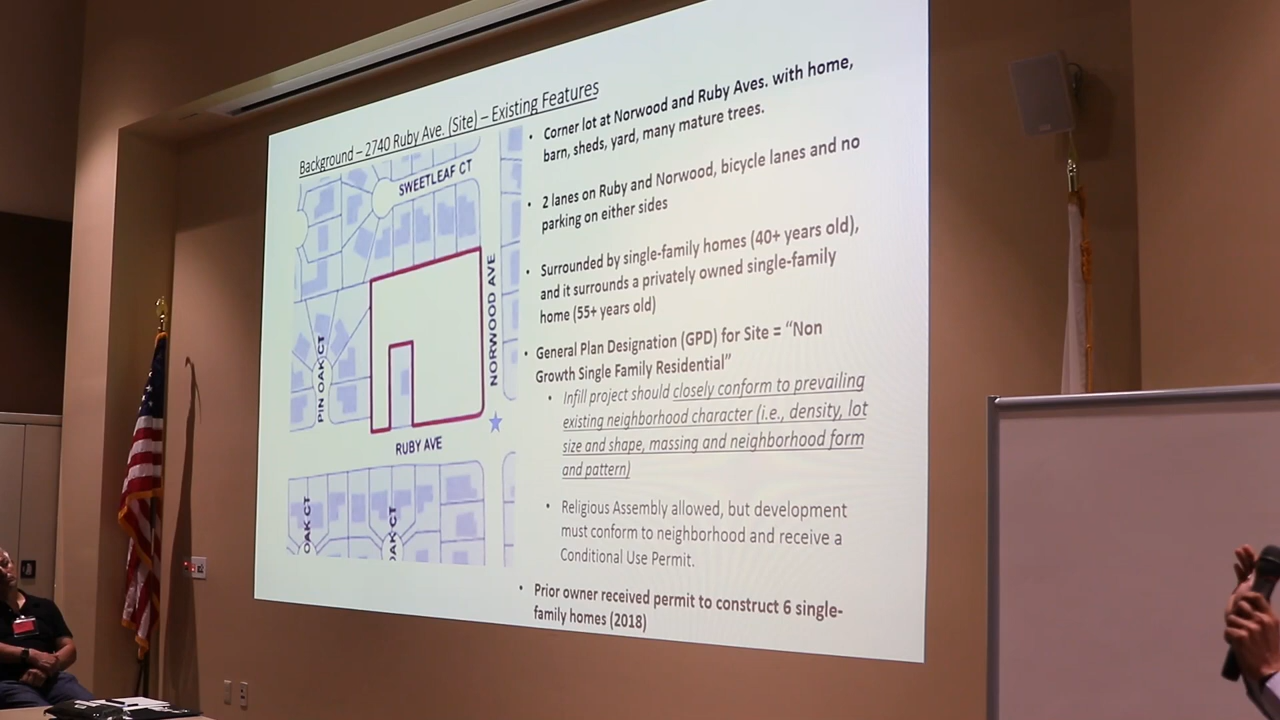 Background – 2740 Ruby Ave. (Site) – Existing Features
SWEETLEAF CT
NORWOOD AVE
PIN OAK CT
RUBY AVE
OAK CT
OAK CT
• Corner lot at Norwood and Ruby Aves. with home,
barn, sheds, yard, many mature trees.
• 2 lanes on Ruby and Norwood, bicycle lanes and no
parking on either sides
• Surrounded by single-family homes (40+ years old),
and it surrounds a privately owned single-family
home (55+ years old)
• General Plan Designation (GPD) for Site = “Non
Growth Single Family Residential”
• Infill project should closely conform to prevailing
existing neighborhood character (i.e., density, lot
size and shape, massing and neighborhood form
and pattern)
• Religious Assembly allowed, but development
must conform to neighborhood and receive a
Conditional Use Permit.
• Prior owner received permit to construct 6 single-
family homes (2018)